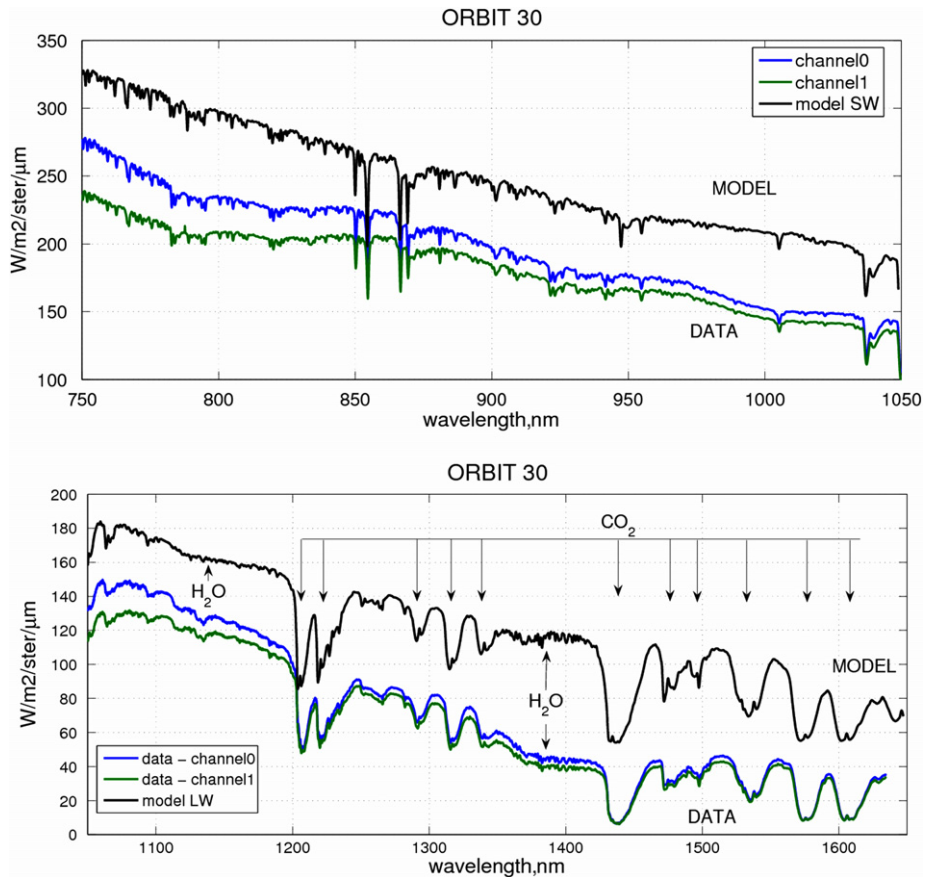 ORBIT 30
350
300
250
200
150
100
W/m2/ster/μm
channel0
channel1
model SW
MODEL
DATA
750 800 850 900 950 1000 1050
wavelength,nm
ORBIT 30
200
180
160
140
120
100
80
60
40
20
0
W/m2/ster/μm
CO2
H2O
H2O
MODEL
DATA
data – channel0
data – channel1
model LW
1100 1200 1300 1400 1500 1600
wavelength,nm